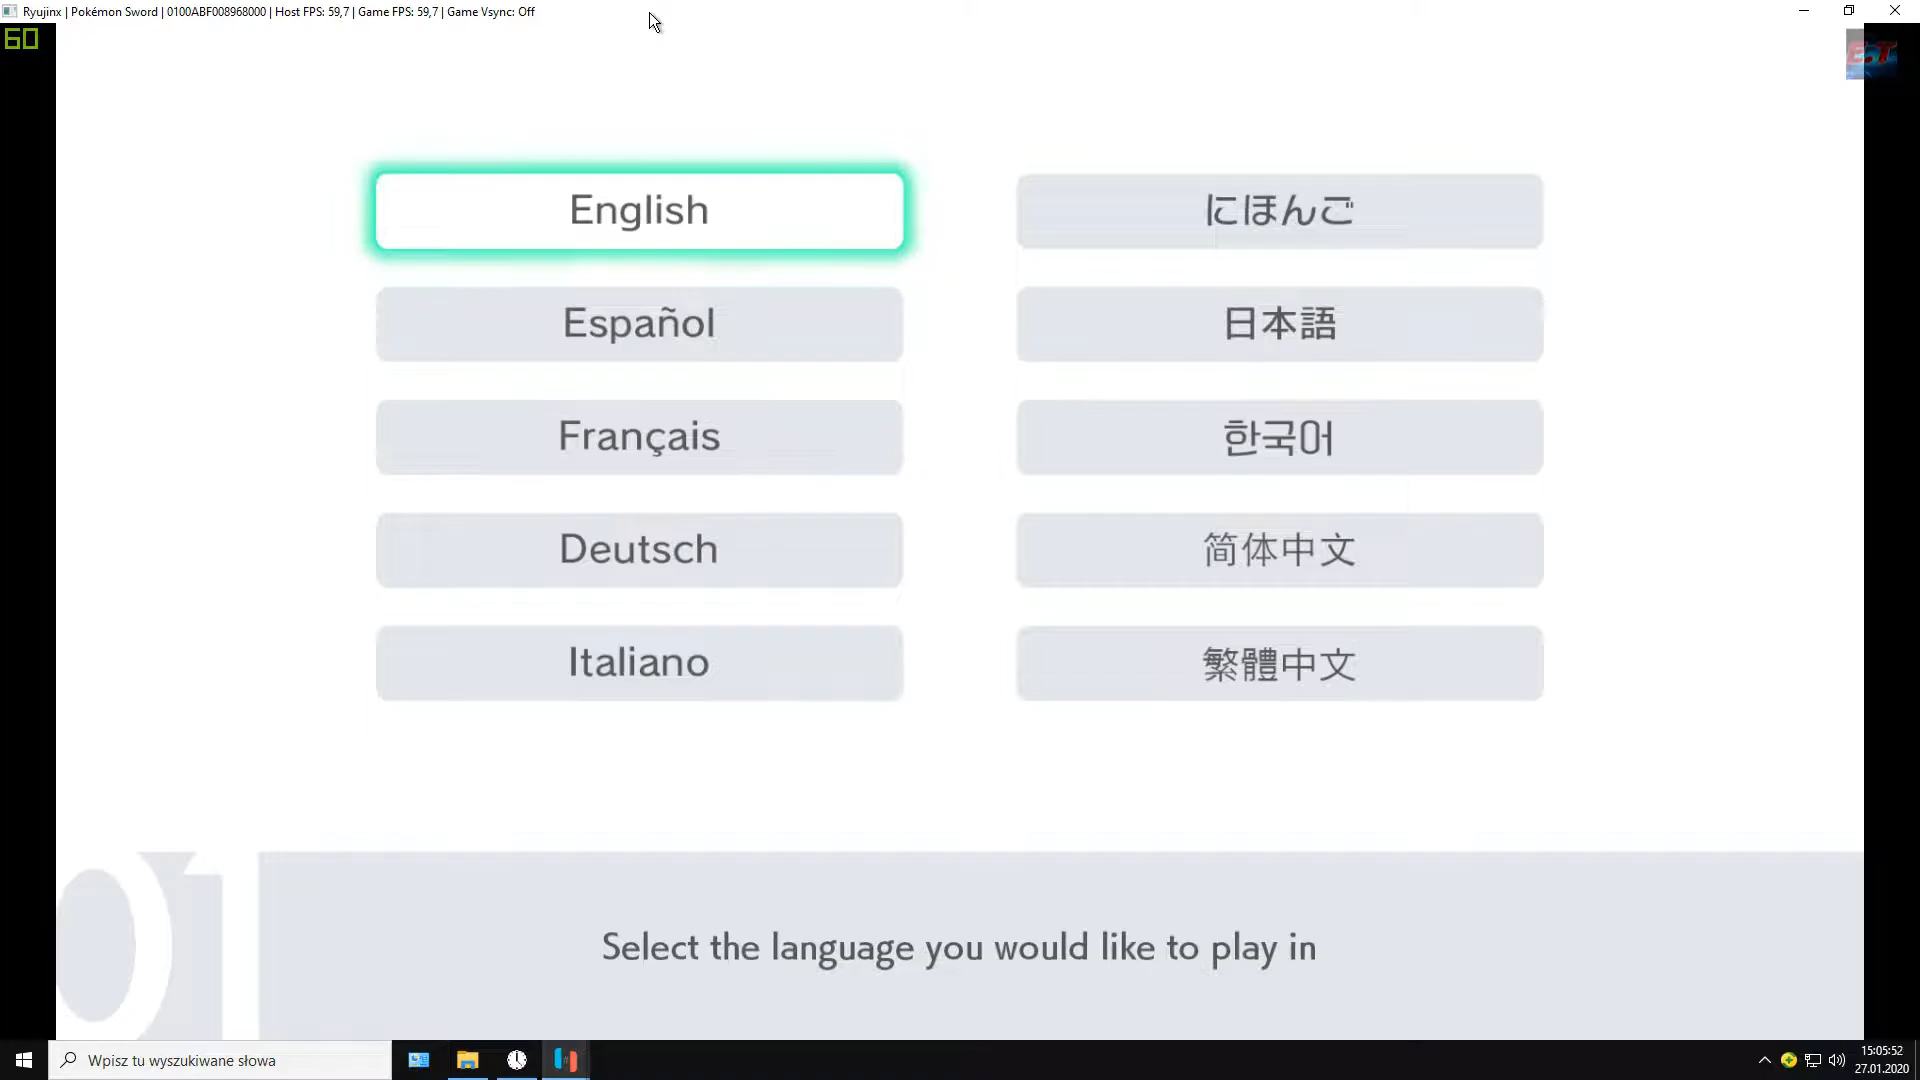 Ryujinx | Pokémon Sword | 0100ABF008968000 | Host FPS: 59,7 | Game FPS: 59,7 | Game Vsync: Off
60
E.T
English
にほんご
Español
日本語
Français
한국어
Deutsch
简体中文
Italiano
繁體中文
01
Select the language you would like to play in
Wpisz tu wyszukiwane słowa
15:05:52
27.01.2020